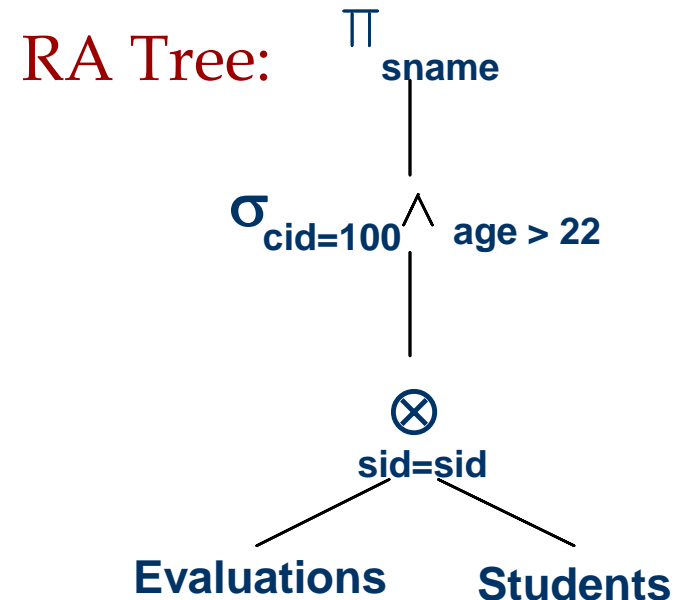 RA Tree:
∏ sname
σ cid=100 ∧ age > 22
⊗
sid=sid
Evaluations Students